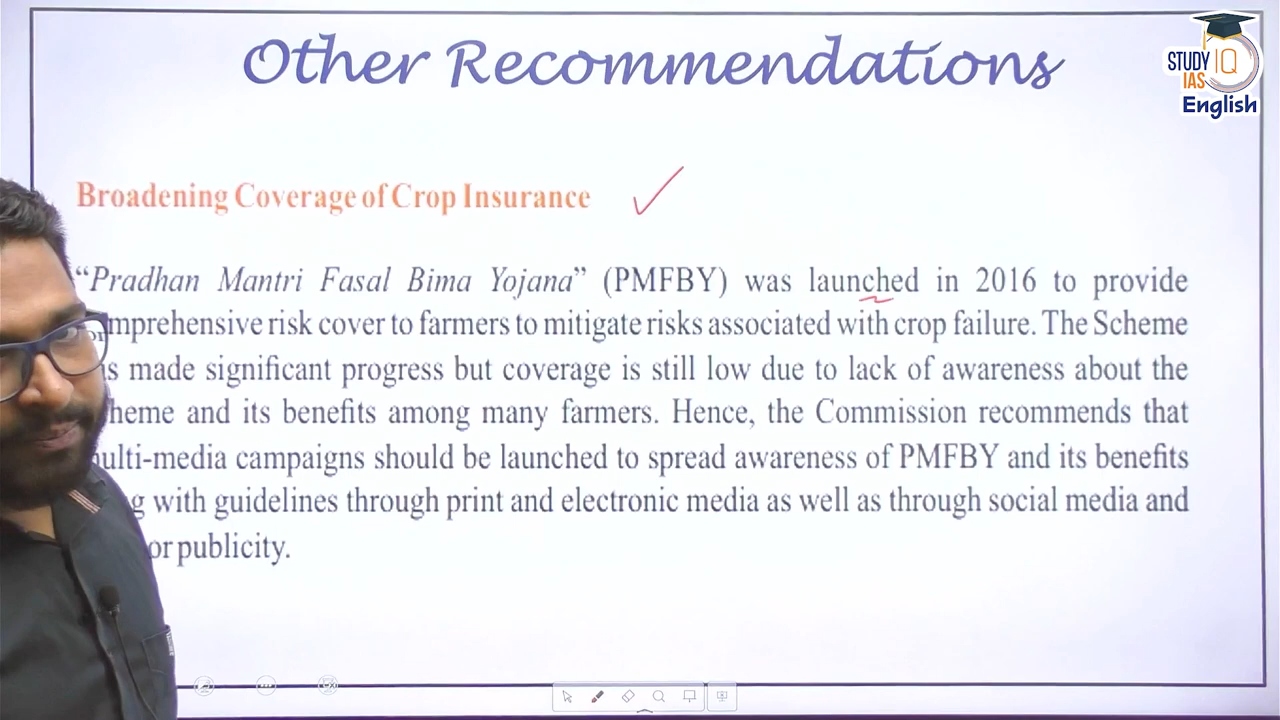 Other Recommendations
STUDY IQ
IAS
English
Broadening Coverage of Crop Insurance
“Pradhan Mantri Fasal Bima Yojana” (PMFBY) was launched in 2016 to provide
mprehensive risk cover to farmers to mitigate risks associated with crop failure. The Scheme
s made significant progress but coverage is still low due to lack of awareness about the
heme and its benefits among many farmers. Hence, the Commission recommends that
ulti-media campaigns should be launched to spread awareness of PMFBY and its benefits
g with guidelines through print and electronic media as well as through social media and
or publicity.